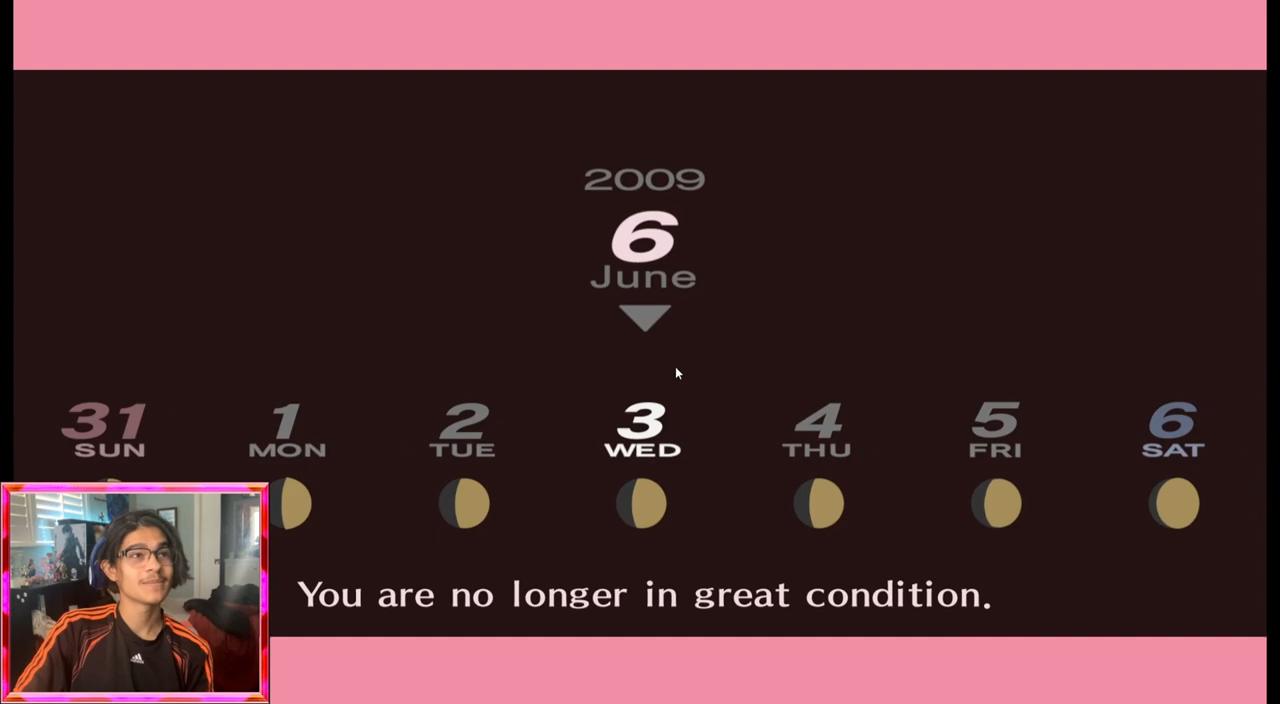 2009
6
June
31 1 2 3 4 5 6
SUN MON TUE WED THU FRI SAT
You are no longer in great condition.